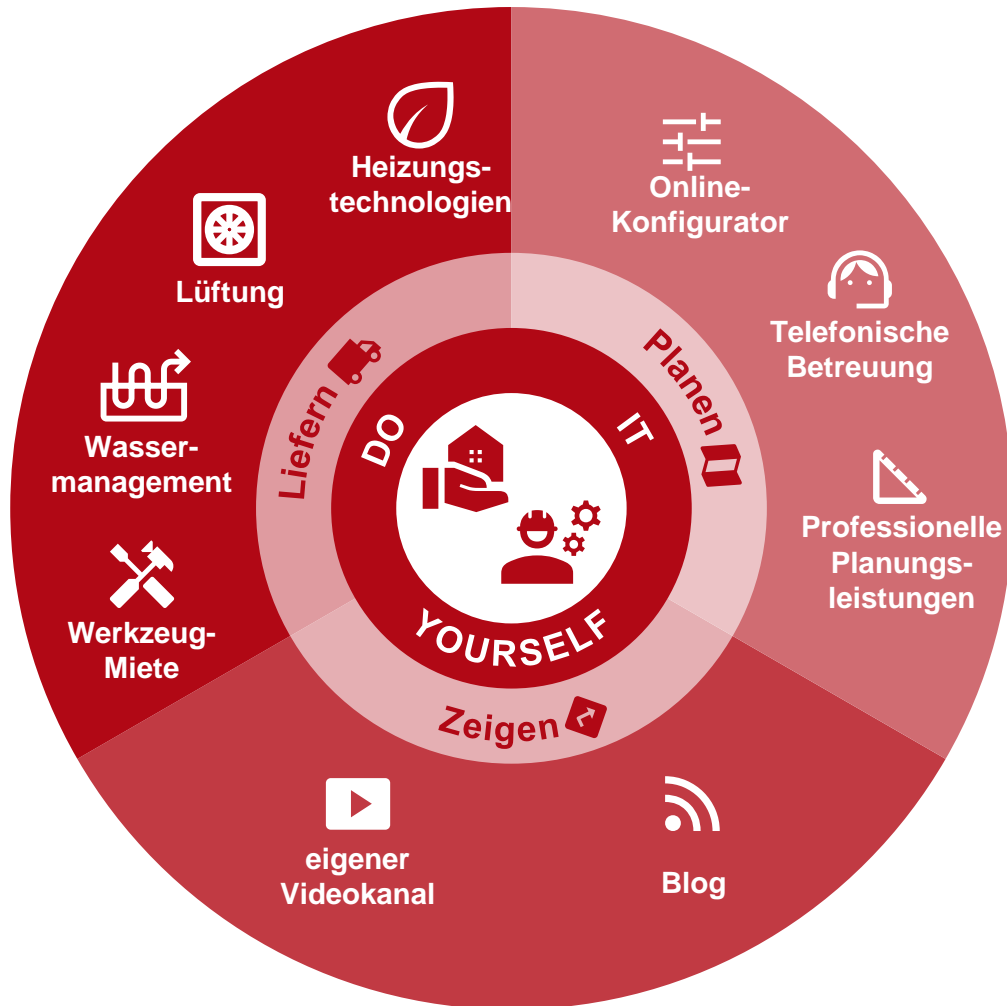 Heizungs-
technologien
Lüftung
Wasser-
management
Werkzeug-
Miete
Online-
Konfigurator
Telefonische
Betreuung
Professionelle
Planungs-
leistungen
Liefern
Planen
Zeigen
DO
IT
YOURSELF
eigener
Videokanal
Blog